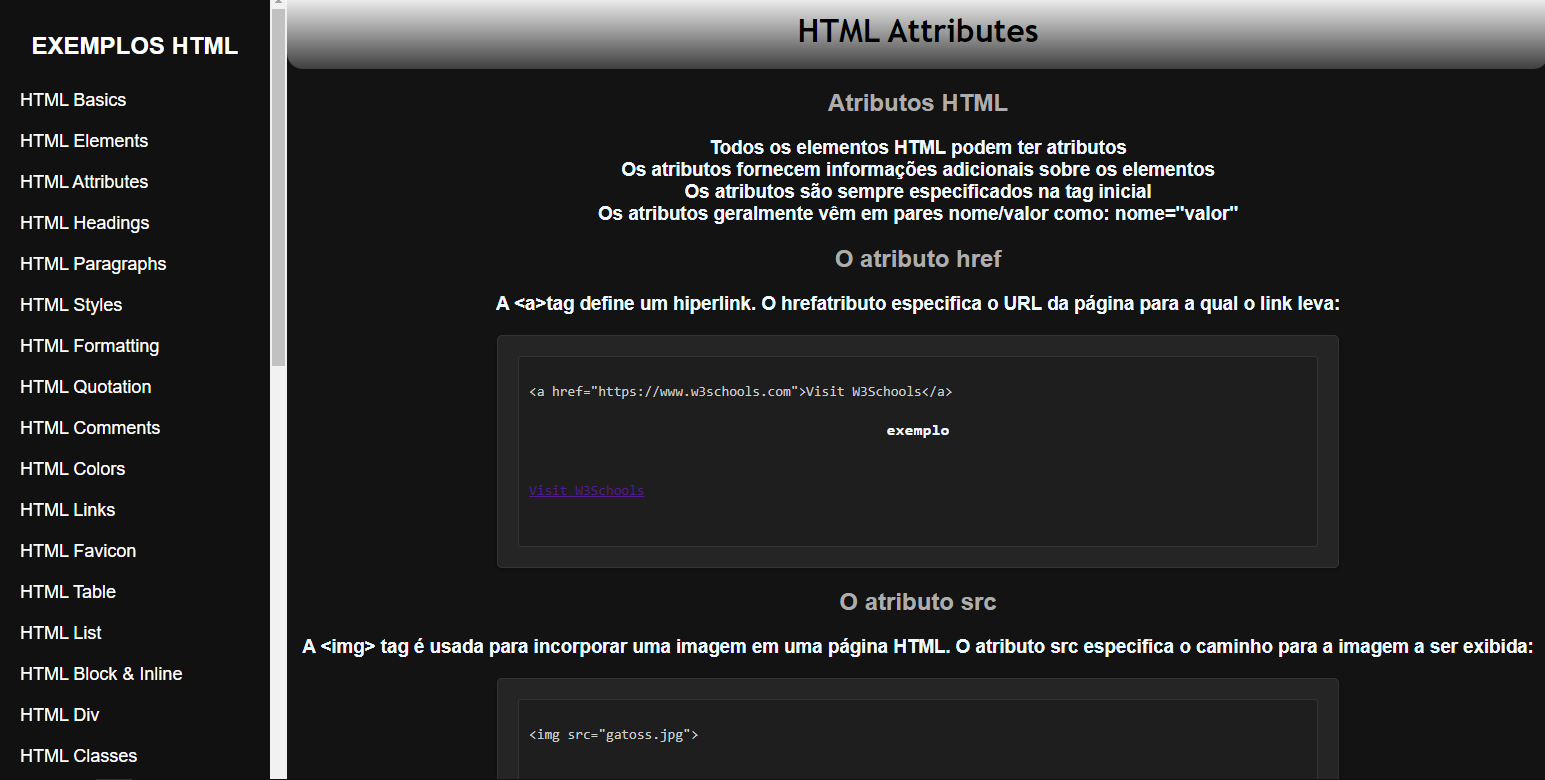 EXEMPLOS HTML
HTML Basics
HTML Elements
HTML Attributes
HTML Headings
HTML Paragraphs
HTML Styles
HTML Formatting
HTML Quotation
HTML Comments
HTML Colors
HTML Links
HTML Favicon
HTML Table
HTML List
HTML Block & Inline
HTML Div
HTML Classes
HTML Attributes
Atributos HTML
Todos os elementos HTML podem ter atributos
Os atributos fornecem informações adicionais sobre os elementos
Os atributos são sempre especificados na tag inicial
Os atributos geralmente vêm em pares nome/valor como: nome="valor"
O atributo href
A <a>tag define um hiperlink. O hrefatributo especifica o URL da página para a qual o link leva:
<a href="https://www.w3schools.com">Visit W3Schools</a>
exemplo
Visit W3Schools
O atributo src
A <img> tag é usada para incorporar uma imagem em uma página HTML. O atributo src especifica o caminho para a imagem a ser exibida:
<img src="gatoss.jpg">